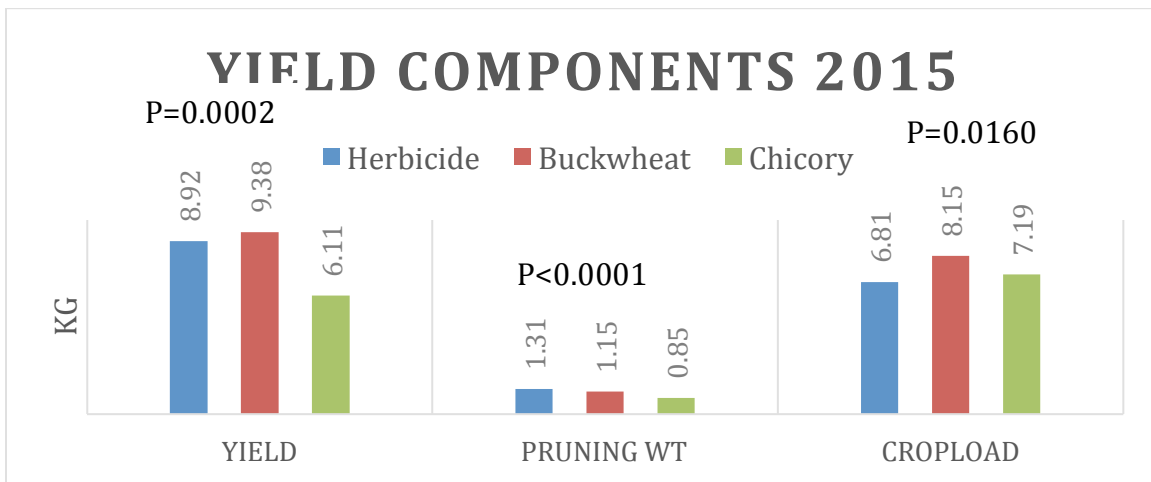 YIELD COMPONENTS 2015
P=0.0002
P=0.0160
Herbicide Buckwheat Chicory
8.92 9.38 6.11
P<0.0001
1.31 1.15 0.85
6.81 8.15 7.19
KG
YIELD PRUNING WT CROPLOAD